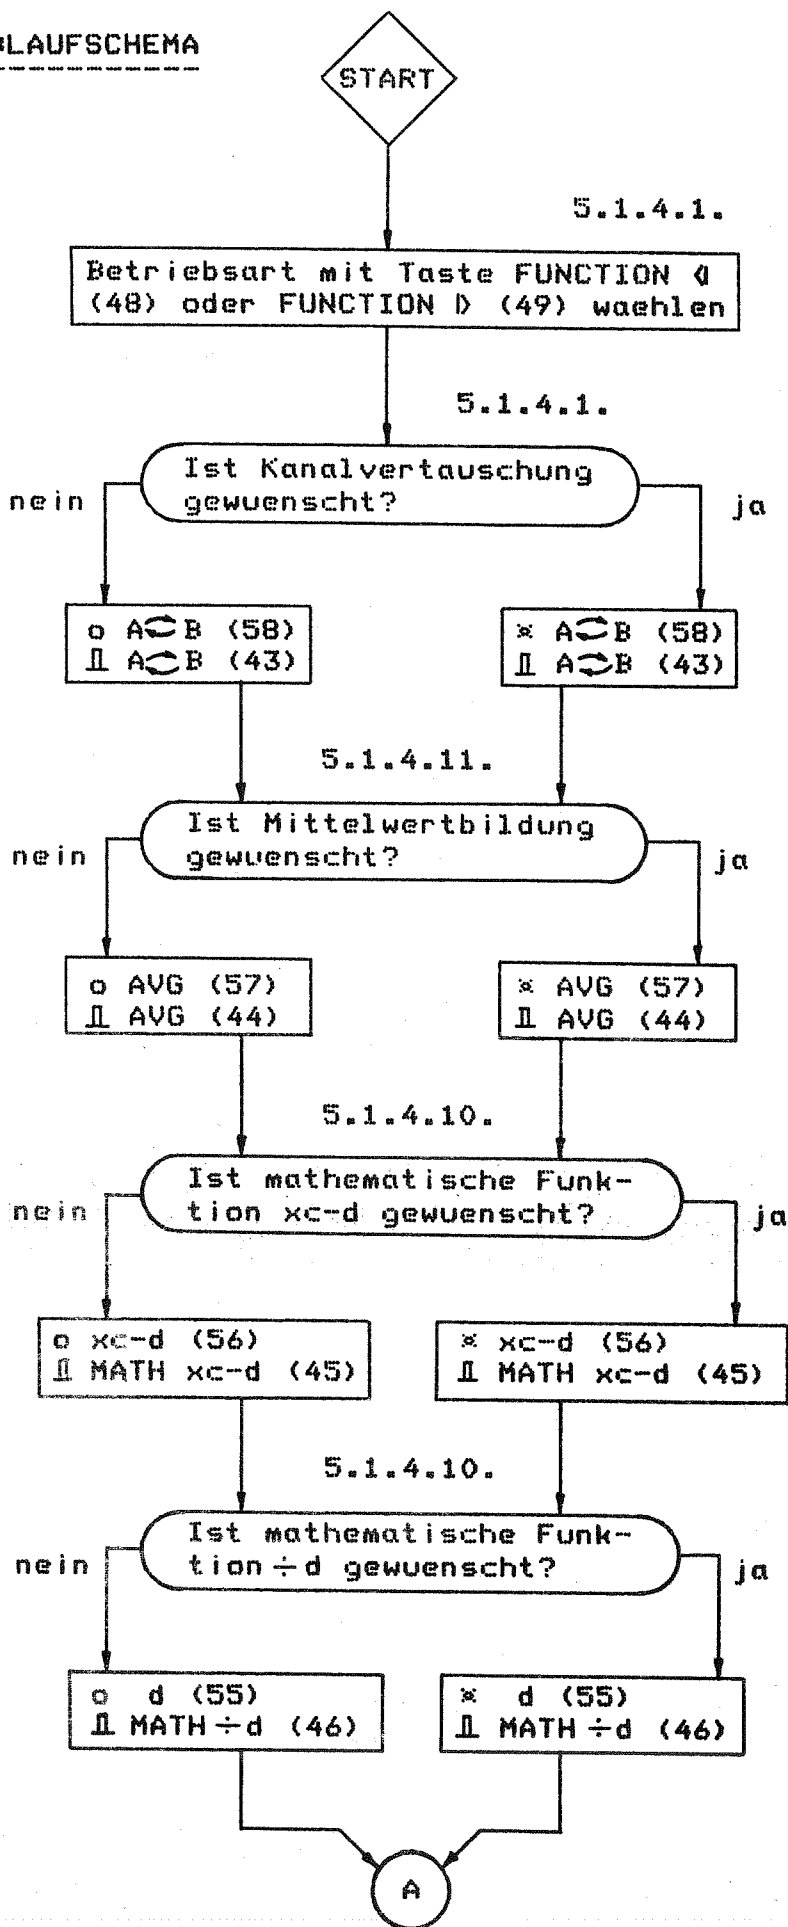 LAUFSCHEMA
START
5.1.4.1.
Betriebsart mit Taste FUNCTION ◁
(48) oder FUNCTION ▷ (49) waehlen
5.1.4.1.
Ist Kanalvertauschung
gewuenscht?
nein
ja
o A⇄B (58)
⎍ A⇄B (43)
¤ A⇄B (58)
⎍ A⇄B (43)
5.1.4.11.
Ist Mittelwertbildung
gewuenscht?
nein
ja
o AVG (57)
⎍ AVG (44)
¤ AVG (57)
⎍ AVG (44)
5.1.4.10.
Ist mathematische Funk-
tion xc-d gewuenscht?
nein
ja
o xc-d (56)
⎍ MATH xc-d (45)
¤ xc-d (56)
⎍ MATH xc-d (45)
5.1.4.10.
Ist mathematische Funk-
tion ÷d gewuenscht?
nein
ja
o d (55)
⎍ MATH ÷d (46)
¤ d (55)
⎍ MATH ÷d (46)
A